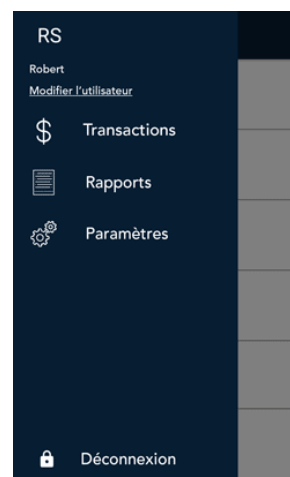 RS
Robert
Modifier l'utilisateur
Transactions
Rapports
Paramètres
Déconnexion